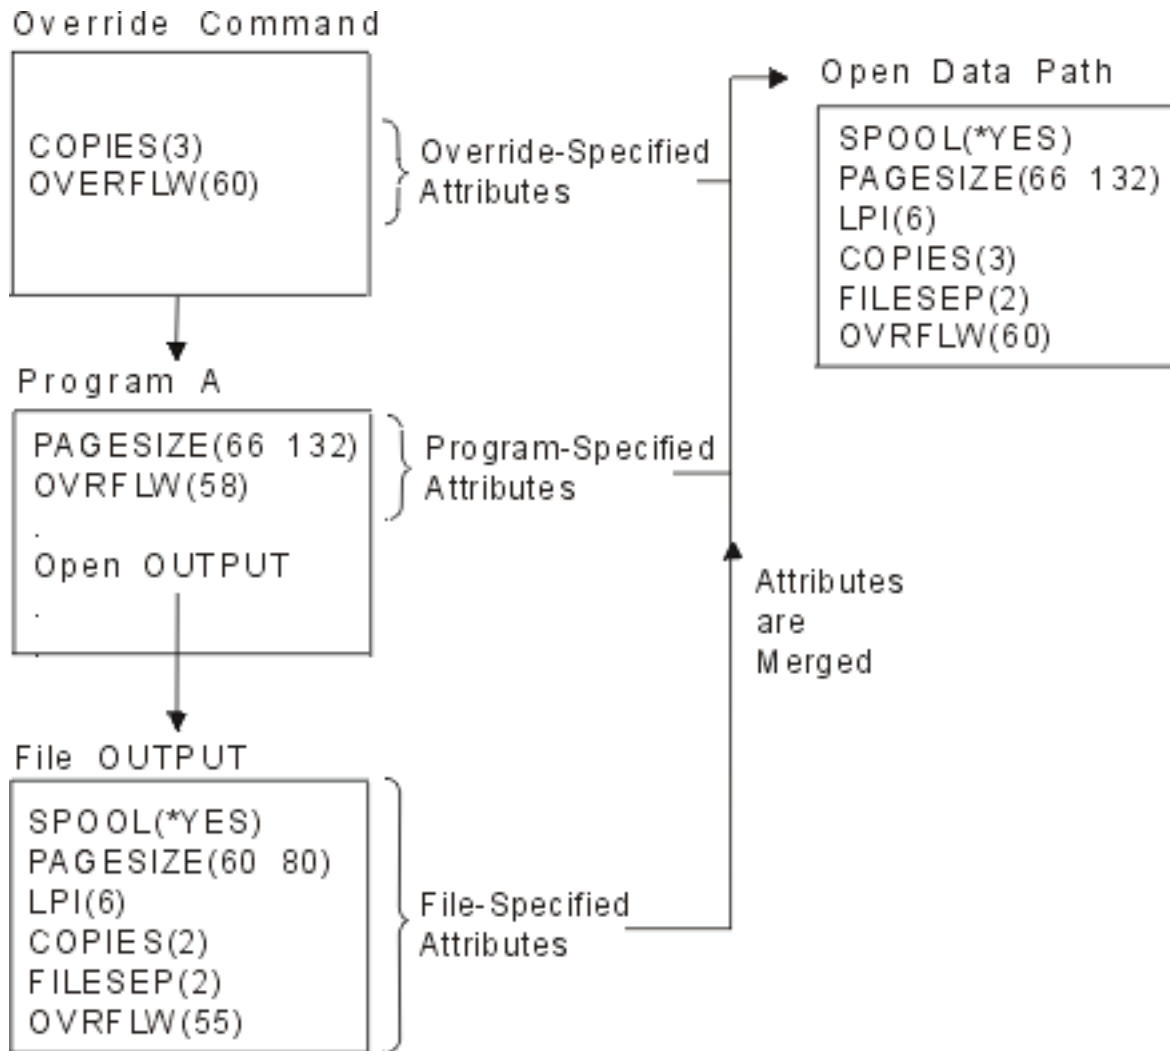 Override Command
COPIES(3)
OVERFLW(60)
Override-Specified
Attributes
Program A
PAGESIZE(66 132)
OVRFLW(58)
.
Open OUTPUT
.
.
Program-Specified
Attributes
File OUTPUT
SPOOL(*YES)
PAGESIZE(60 80)
LPI(6)
COPIES(2)
FILESEP(2)
OVRFLW(55)
File-Specified
Attributes
Attributes
are
Merged
Open Data Path
SPOOL(*YES)
PAGESIZE(66 132)
LPI(6)
COPIES(3)
FILESEP(2)
OVRFLW(60)